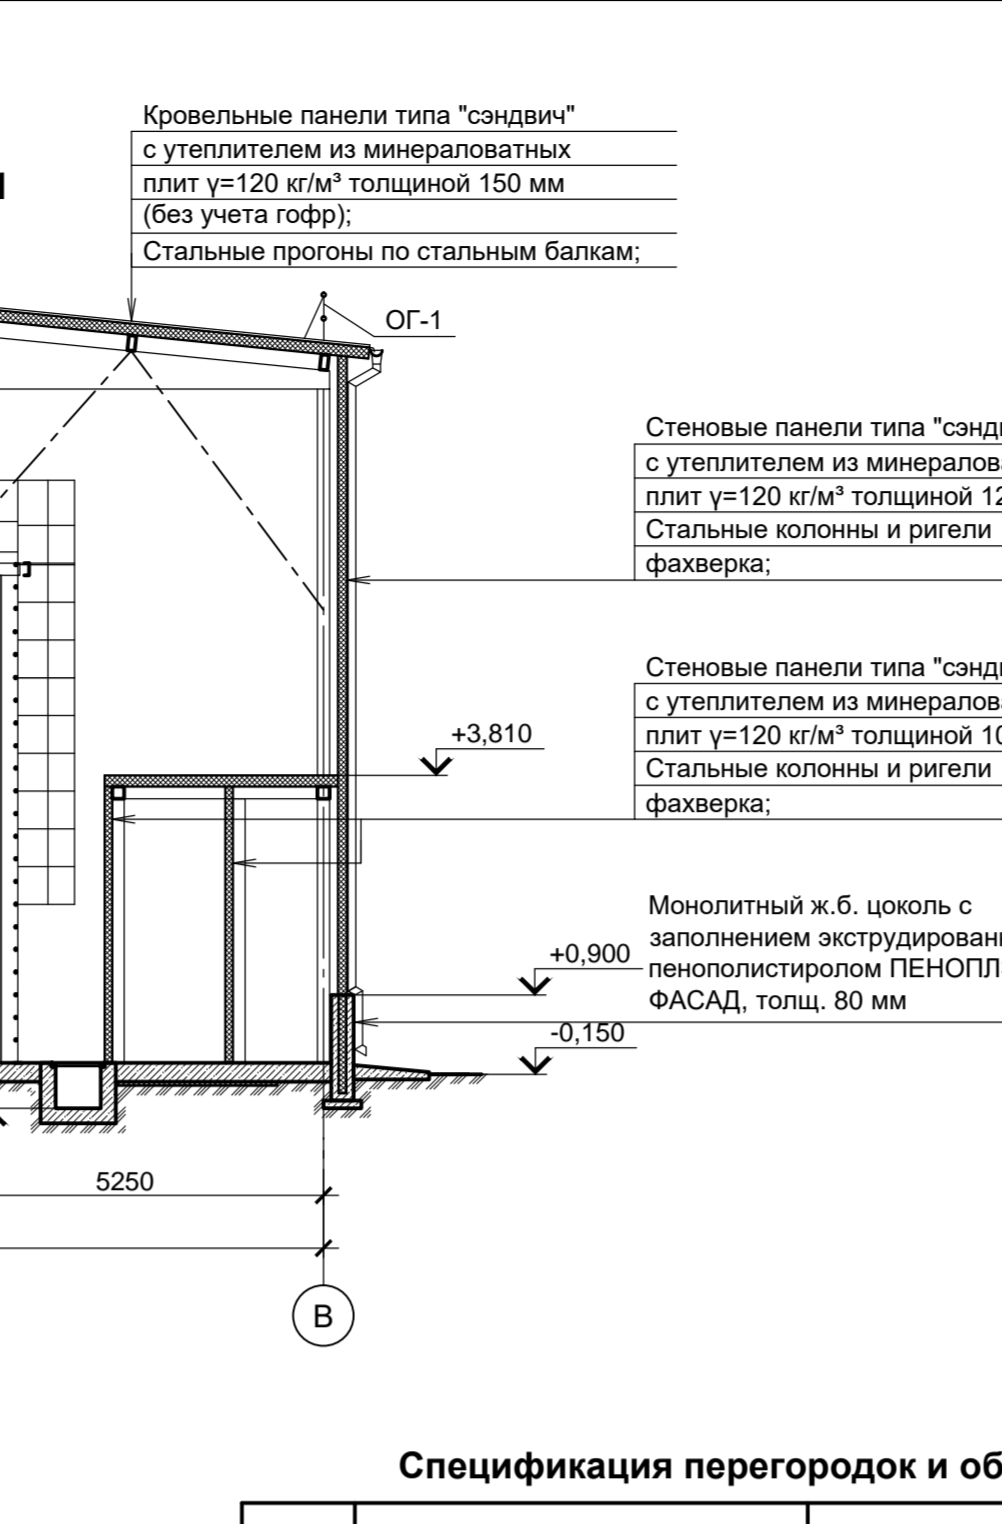 Кровельные панели типа "сэндвич"
с утеплителем из минераловатных
плит γ=120 кг/м³ толщиной 150 мм
(без учета гофр);
Стальные прогоны по стальным балкам;
ОГ-1
Стеновые панели типа "сэнд
с утеплителем из минералов
плит γ=120 кг/м³ толщиной 12
Стальные колонны и ригели
фахверка;
Стеновые панели типа "сэнд
с утеплителем из минералов
плит γ=120 кг/м³ толщиной 10
Стальные колонны и ригели
фахверка;
+3,810
Монолитный ж.б. цоколь с
заполнением экструдирован
пенополистиролом ПЕНОПЛ
ФАСАД, толщ. 80 мм
+0,900
-0,150
5250
В
Спецификация перегородок и об